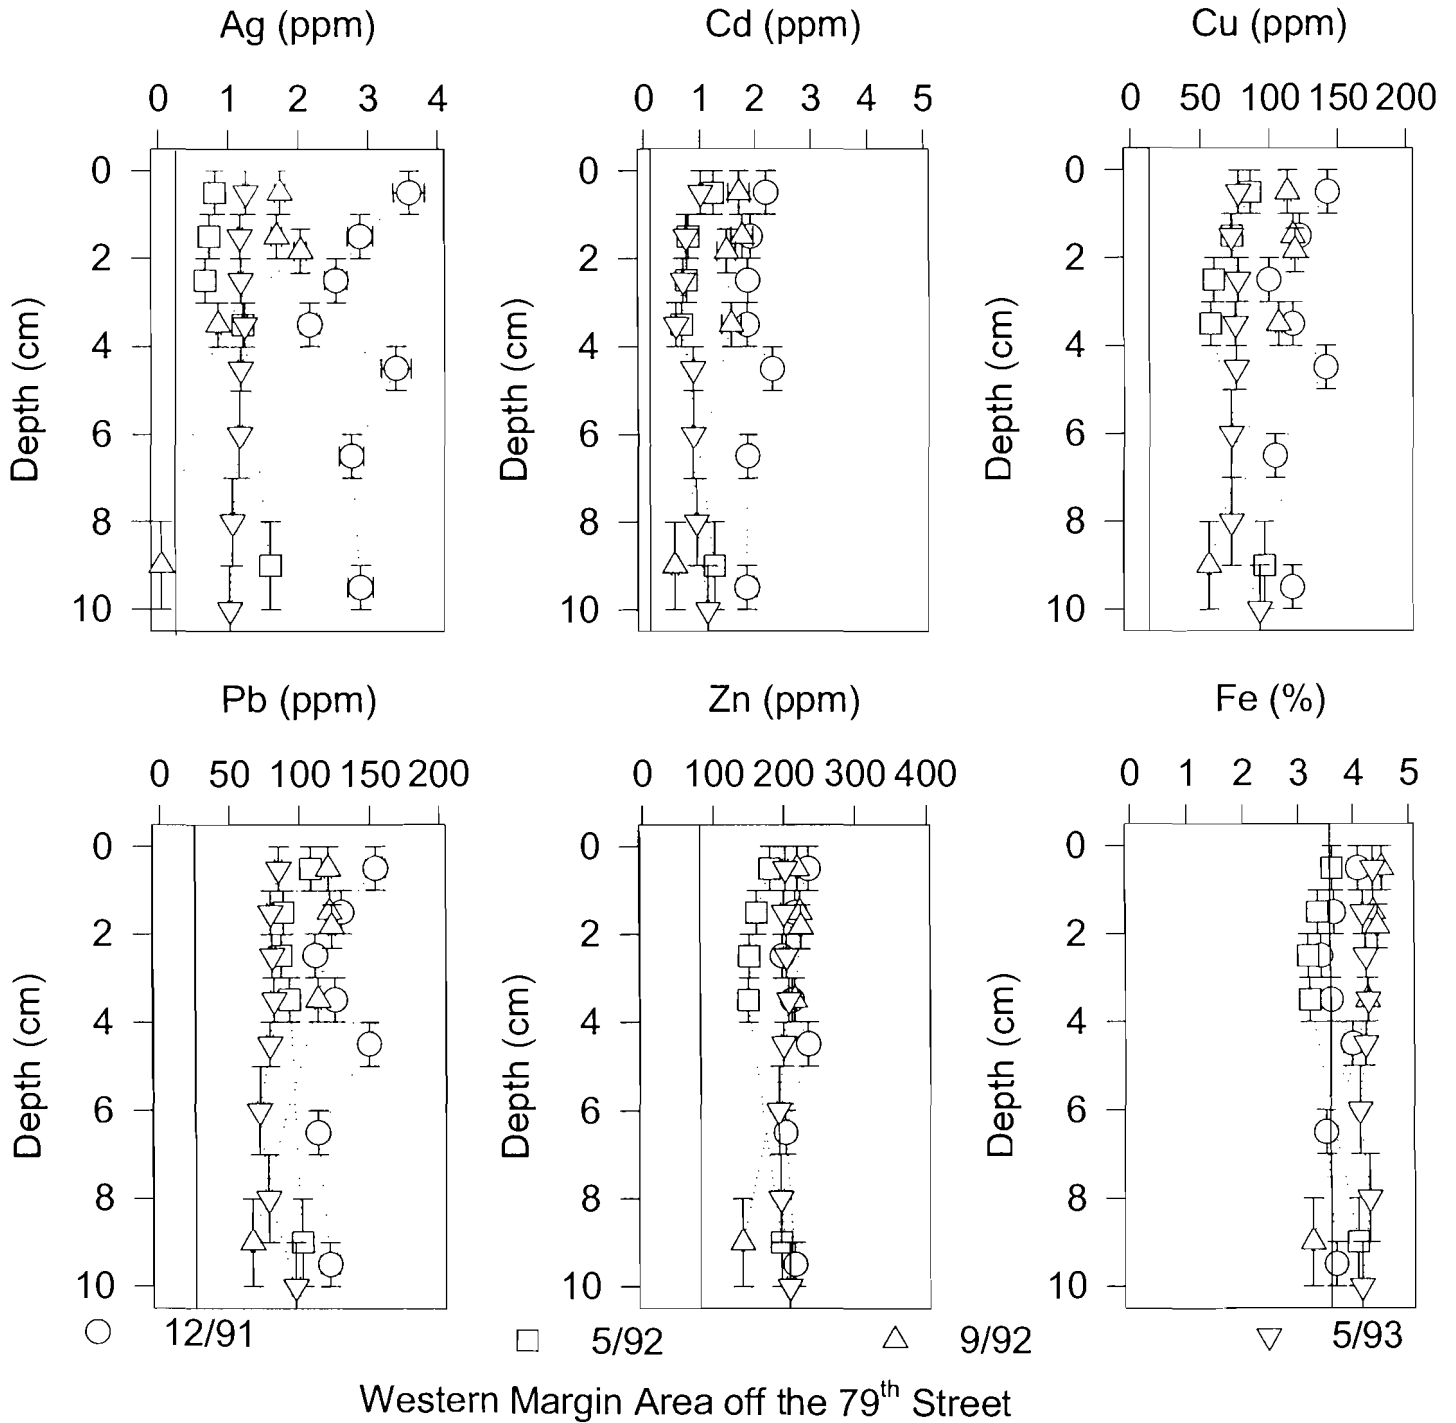 Ag (ppm) Cd (ppm) Cu (ppm)
0 1 2 3 4 0 1 2 3 4 5 0 50 100 150 200
0 0 0
2 2 2
4 4 4
6 6 6
8 8 8
10 10 10
Depth (cm) Depth (cm) Depth (cm)
Pb (ppm) Zn (ppm) Fe (%)
0 50 100 150 200 0 100 200 300 400 0 1 2 3 4 5
0 0 0
2 2 2
4 4 4
6 6 6
8 8 8
10 10 10
Depth (cm) Depth (cm) Depth (cm)
12/91 5/92 9/92 5/93
Western Margin Area off the 79th Street